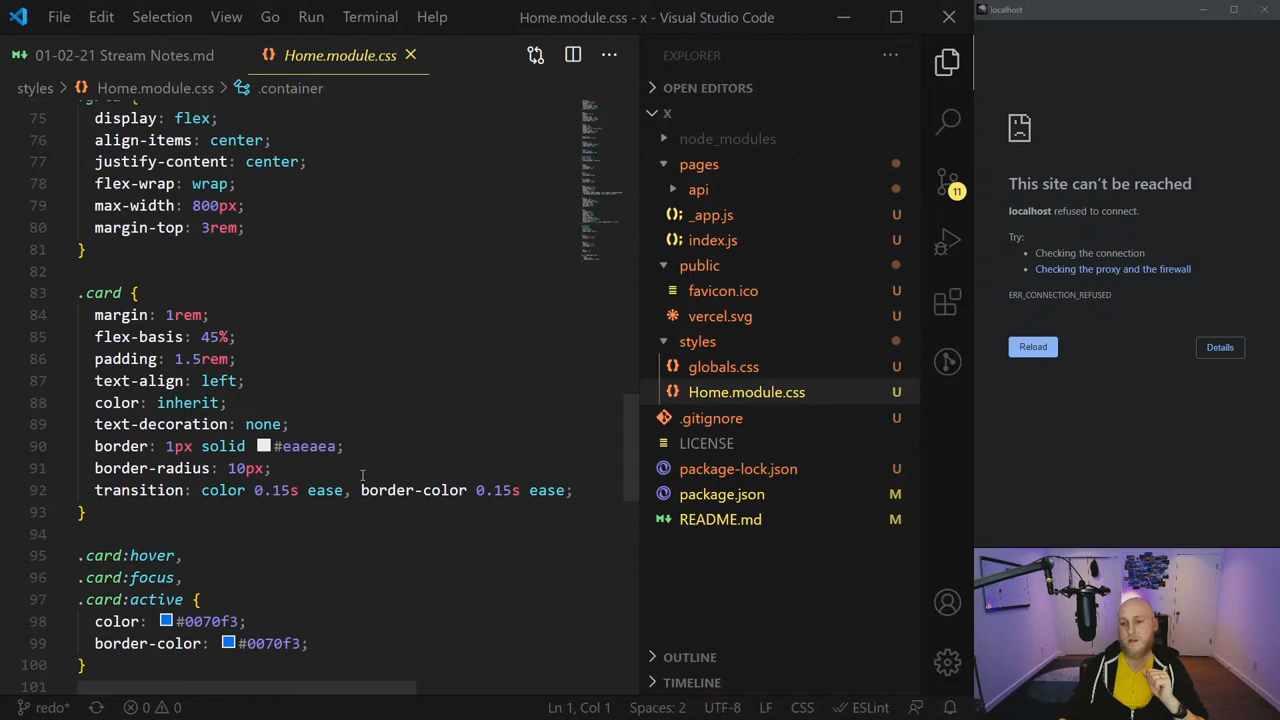 File Edit Selection View Go Run Terminal Help Home.module.css - x - Visual Studio Code
localhost
01-02-21 Stream Notes.md Home.module.css
styles > Home.module.css > .container
75 display: flex;
76 align-items: center;
77 justify-content: center;
78 flex-wrap: wrap;
79 max-width: 800px;
80 margin-top: 3rem;
81 }
82
83 .card {
84 margin: 1rem;
85 flex-basis: 45%;
86 padding: 1.5rem;
87 text-align: left;
88 color: inherit;
89 text-decoration: none;
90 border: 1px solid #eaeaea;
91 border-radius: 10px;
92 transition: color 0.15s ease, border-color 0.15s ease;
93 }
94
95 .card:hover,
96 .card:focus,
97 .card:active {
98 color: #0070f3;
99 border-color: #0070f3;
100 }
101
EXPLORER
OPEN EDITORS
X
node_modules
pages
api
_app.js U
index.js U
public
favicon.ico U
vercel.svg U
styles
globals.css U
Home.module.css U
.gitignore U
LICENSE
package-lock.json U
package.json M
README.md M
OUTLINE
TIMELINE
11
This site can't be reached
localhost refused to connect.
Try:
• Checking the connection
• Checking the proxy and the firewall
ERR_CONNECTION_REFUSED
Reload Details
redo* 0 0 Ln 1, Col 1 Spaces: 2 UTF-8 LF CSS ESLint